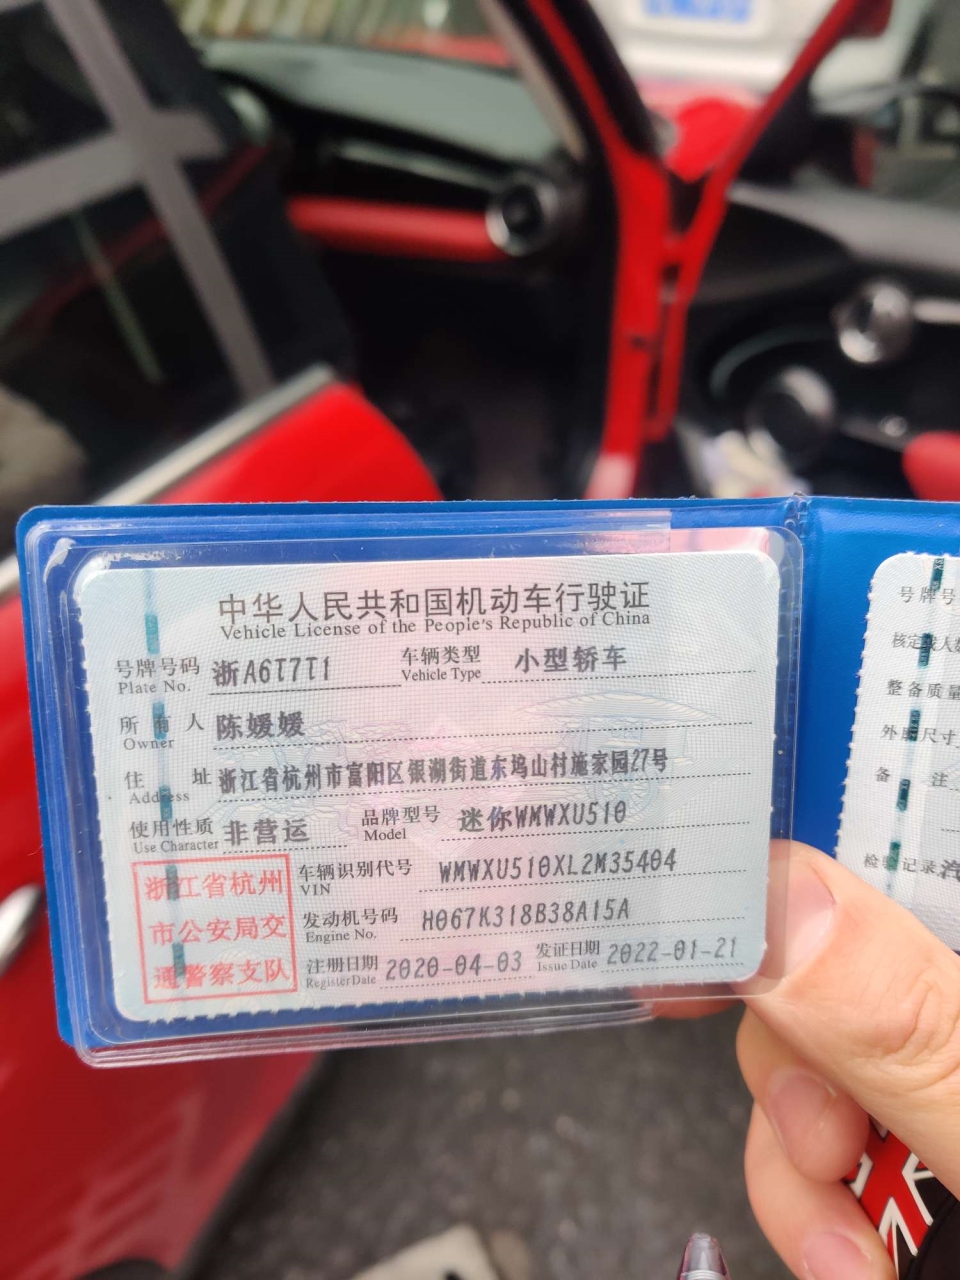 中华人民共和国机动车行驶证
Vehicle License of the People's Republic of China
号牌号码 浙A6T7T1 车辆类型 小型轿车
Plate No. Vehicle Type
所有人 陈媛媛
Owner
住址 浙江省杭州市富阳区银湖街道东坞山村施家园27号
Address
使用性质 非营运 品牌型号 迷你WMWXU510
Use Character Model
浙江省杭州
市公安局交
通警察支队
车辆识别代号 WMWXU510XL2M35404
VIN
发动机号码 H067K318B38A15A
Engine No.
注册日期 2020-04-03 发证日期 2022-01-21
Register Date Issue Date
号牌号
核定载人数
整备质量
外廓尺寸
备注
检验记录